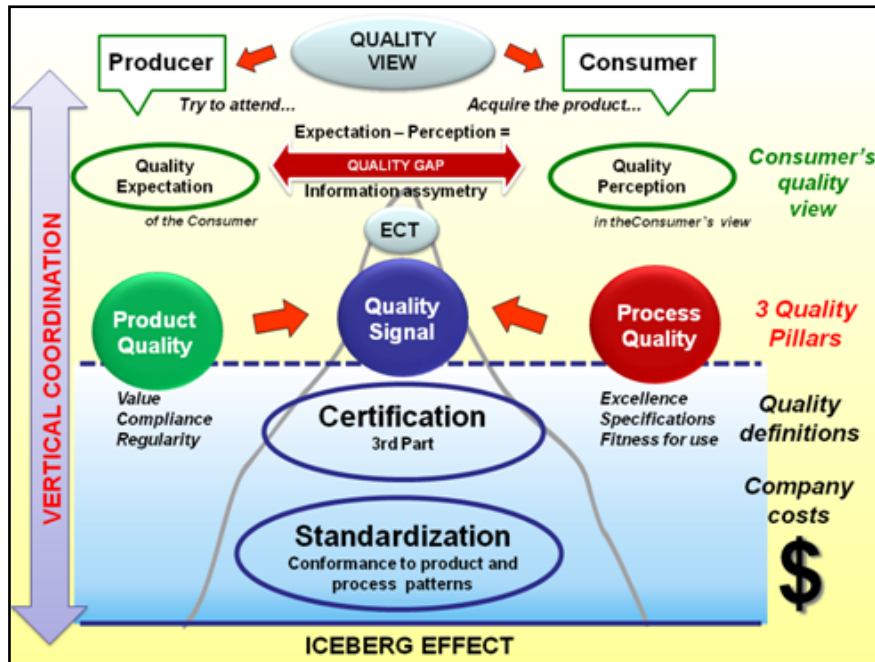 QUALITY
VIEW
Producer
Consumer
Try to attend...
Acquire the product...
Expectation – Perception =
QUALITY GAP
Information assymetry
Quality
Expectation
of the Consumer
Quality
Perception
in theConsumer's view
Consumer's
quality
view
ECT
Product
Quality
Quality
Signal
Process
Quality
3 Quality
Pillars
Value
Compliance
Regularity
Certification
3rd Part
Excellence
Specifications
Fitness for use
Quality
definitions
Company
costs
$
Standardization
Conformance to product and
process patterns
VERTICAL COORDINATION
ICEBERG EFFECT